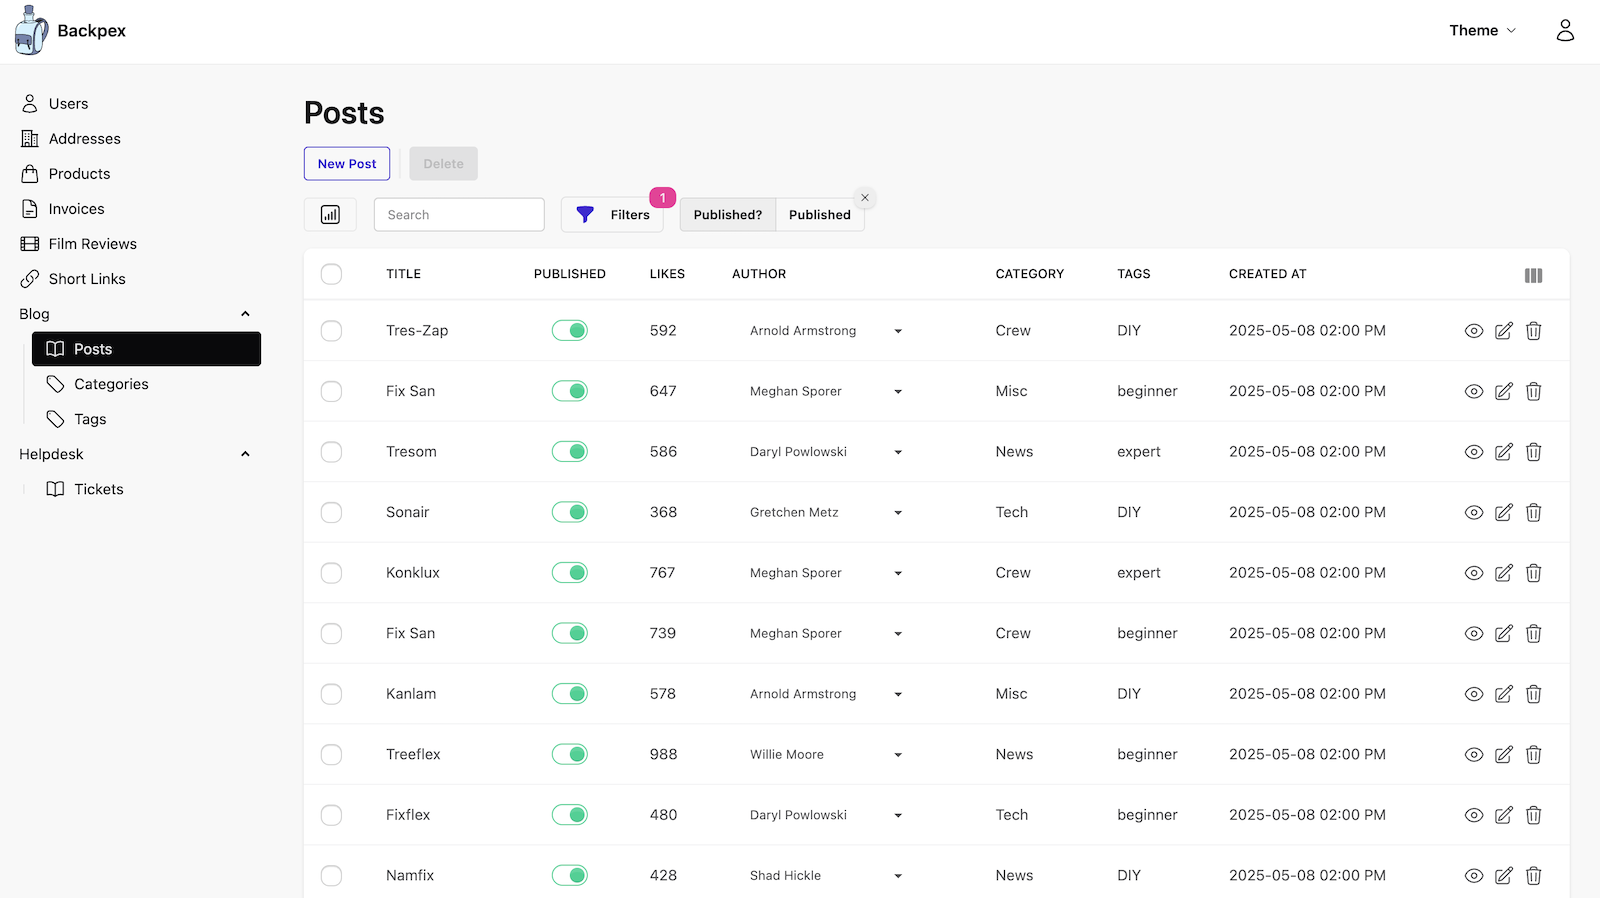 Backpex
Theme
Users
Addresses
Products
Invoices
Film Reviews
Short Links
Blog
Posts
Categories
Tags
Helpdesk
Tickets
Posts
New Post
Delete
Search
Filters
1
Published?
Published
TITLE PUBLISHED LIKES AUTHOR CATEGORY TAGS CREATED AT
Tres-Zap 592 Arnold Armstrong Crew DIY 2025-05-08 02:00 PM
Fix San 647 Meghan Sporer Misc beginner 2025-05-08 02:00 PM
Tresom 586 Daryl Powlowski News expert 2025-05-08 02:00 PM
Sonair 368 Gretchen Metz Tech DIY 2025-05-08 02:00 PM
Konklux 767 Meghan Sporer Crew expert 2025-05-08 02:00 PM
Fix San 739 Meghan Sporer Crew beginner 2025-05-08 02:00 PM
Kanlam 578 Arnold Armstrong Misc DIY 2025-05-08 02:00 PM
Treeflex 988 Willie Moore News beginner 2025-05-08 02:00 PM
Fixflex 480 Daryl Powlowski Tech beginner 2025-05-08 02:00 PM
Namfix 428 Shad Hickle News DIY 2025-05-08 02:00 PM